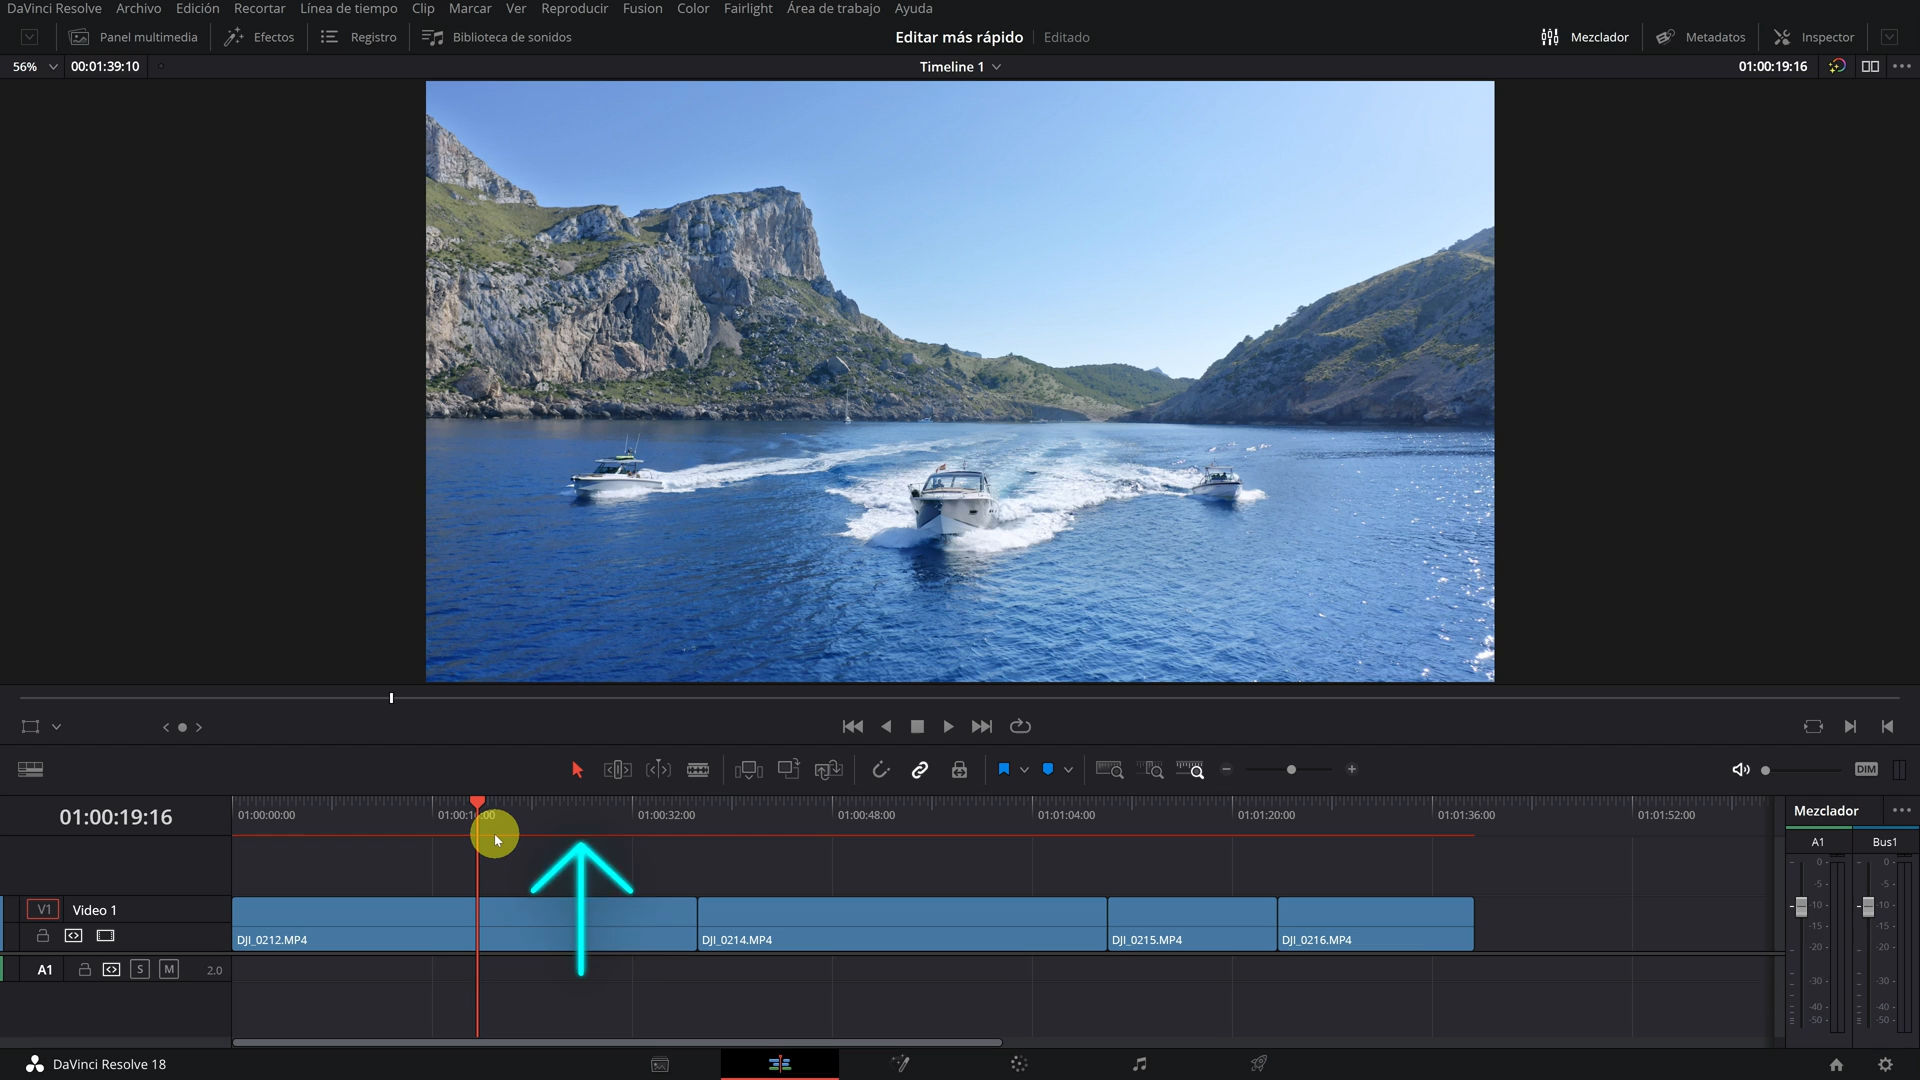 DaVinci Resolve Archivo Edición Recortar Línea de tiempo Clip Marcar Ver Reproducir Fusion Color Fairlight Área de trabajo Ayuda
Panel multimedia Efectos Registro Biblioteca de sonidos Editar más rápido Editado Mezclador Metadatos Inspector
56% 00:01:39:10 Timeline 1 01:00:19:16
DIM
01:00:19:16 01:00:00:00 01:00:32:00 01:00:48:00 01:01:04:00 01:01:20:00 01:01:36:00 01:01:52:00 Mezclador
A1 Bus1
0 0
-5 -5
-10 -10
-15 -15
-20 -20
-30 -30
-40 -40
-50 -50
V1 Video 1
DJI_0212.MP4 DJI_0214.MP4 DJI_0215.MP4 DJI_0216.MP4
A1 S M 2.0
DaVinci Resolve 18